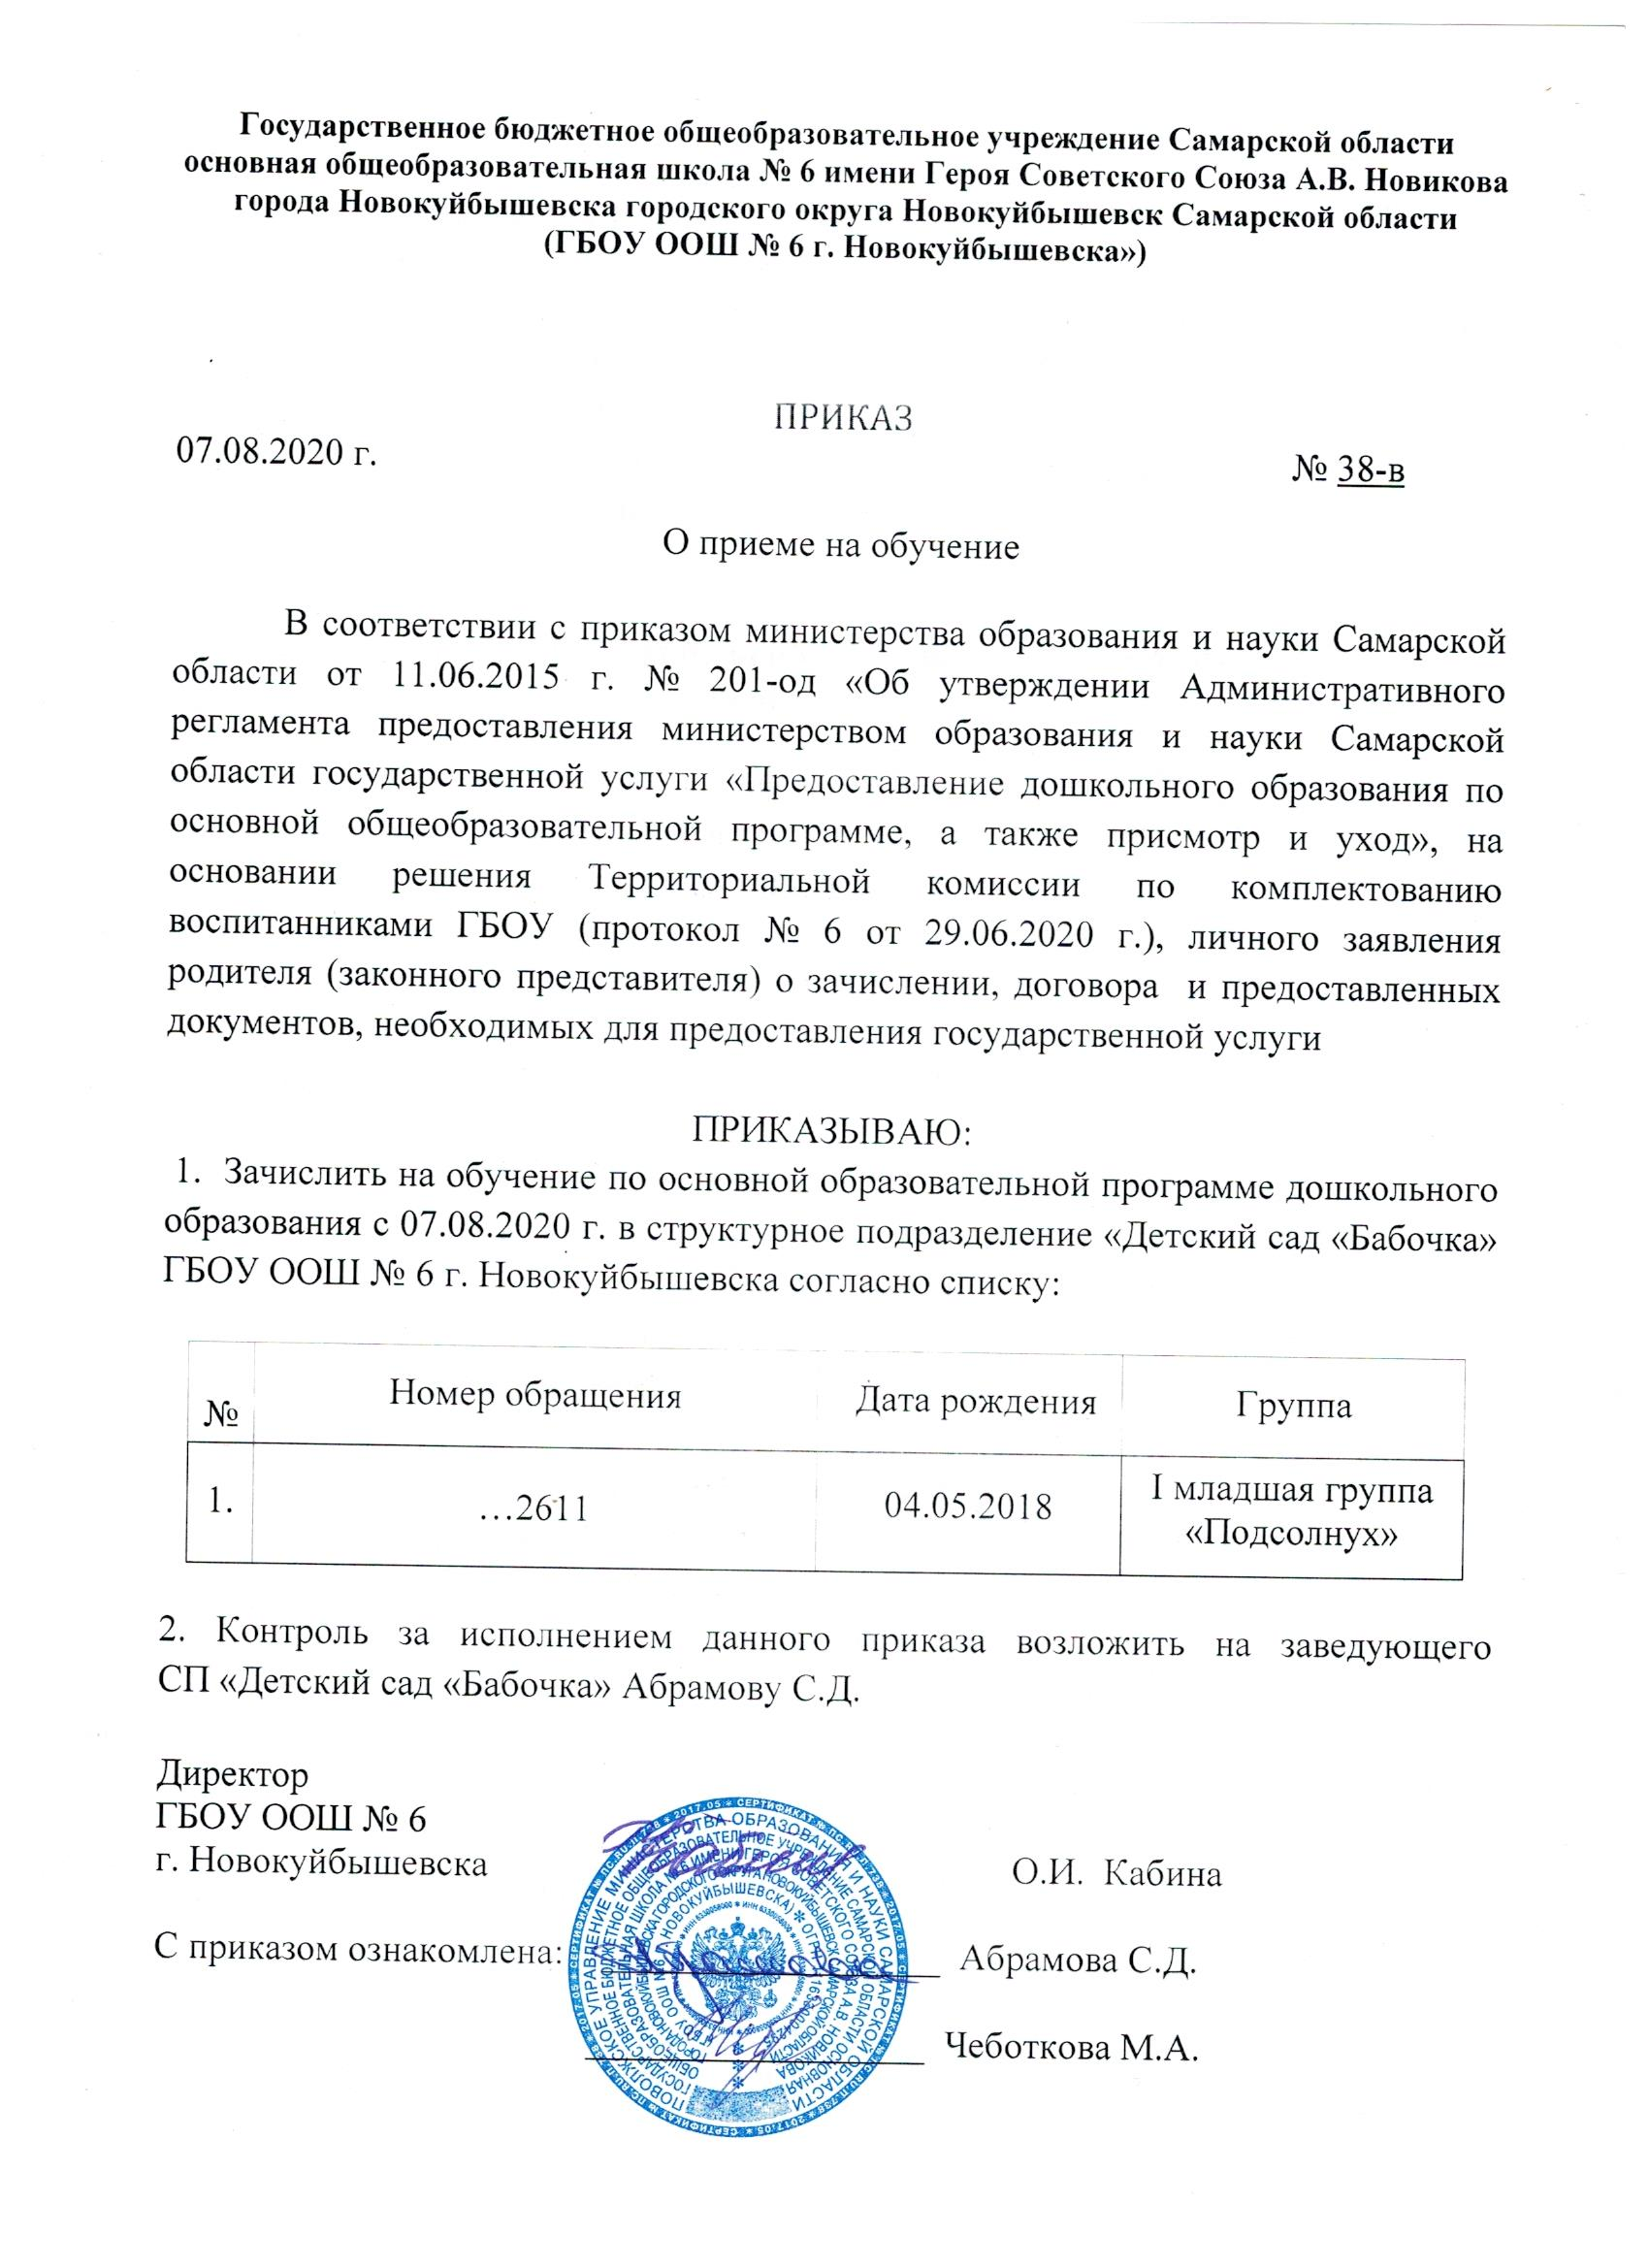 Государственное бюджетное общеобразовательное учреждение Самарской области
основная общеобразовательная школа № 6 имени Героя Советского Союза А.В. Новикова
города Новокуйбышевска городского округа Новокуйбышевск Самарской области
(ГБОУ ООШ № 6 г. Новокуйбышевска»)
ПРИКАЗ
07.08.2020 г.
№ 38-в
О приеме на обучение
В соответствии с приказом министерства образования и науки Самарской
области от 11.06.2015 г. № 201-од «Об утверждении Административного
регламента предоставления министерством образования и науки Самарской
области государственной услуги «Предоставление дошкольного образования по
основной общеобразовательной программе, а также присмотр и уход», на
основании решения Территориальной комиссии по комплектованию
воспитанниками ГБОУ (протокол № 6 от 29.06.2020 г.), личного заявления
родителя (законного представителя) о зачислении, договора и предоставленных
документов, необходимых для предоставления государственной услуги
ПРИКАЗЫВАЮ:
1. Зачислить на обучение по основной образовательной программе дошкольного
образования с 07.08.2020 г. в структурное подразделение «Детский сад «Бабочка»
ГБОУ ООШ № 6 г. Новокуйбышевска согласно списку:
№ Номер обращения Дата рождения Группа
1. …2611 04.05.2018 I младшая группа
«Подсолнух»
2. Контроль за исполнением данного приказа возложить на заведующего
СП «Детский сад «Бабочка» Абрамову С.Д.
Директор
ГБОУ ООШ № 6
г. Новокуйбышевска О.И. Кабина
С приказом ознакомлена: Абрамова С.Д.
Чеботкова М.А.
ПОВОЛЖСКОЕ УПРАВЛЕНИЕ МИНИСТЕРСТВА ОБРАЗОВАНИЯ И НАУКИ САМАРСКОЙ ОБЛАСТИ